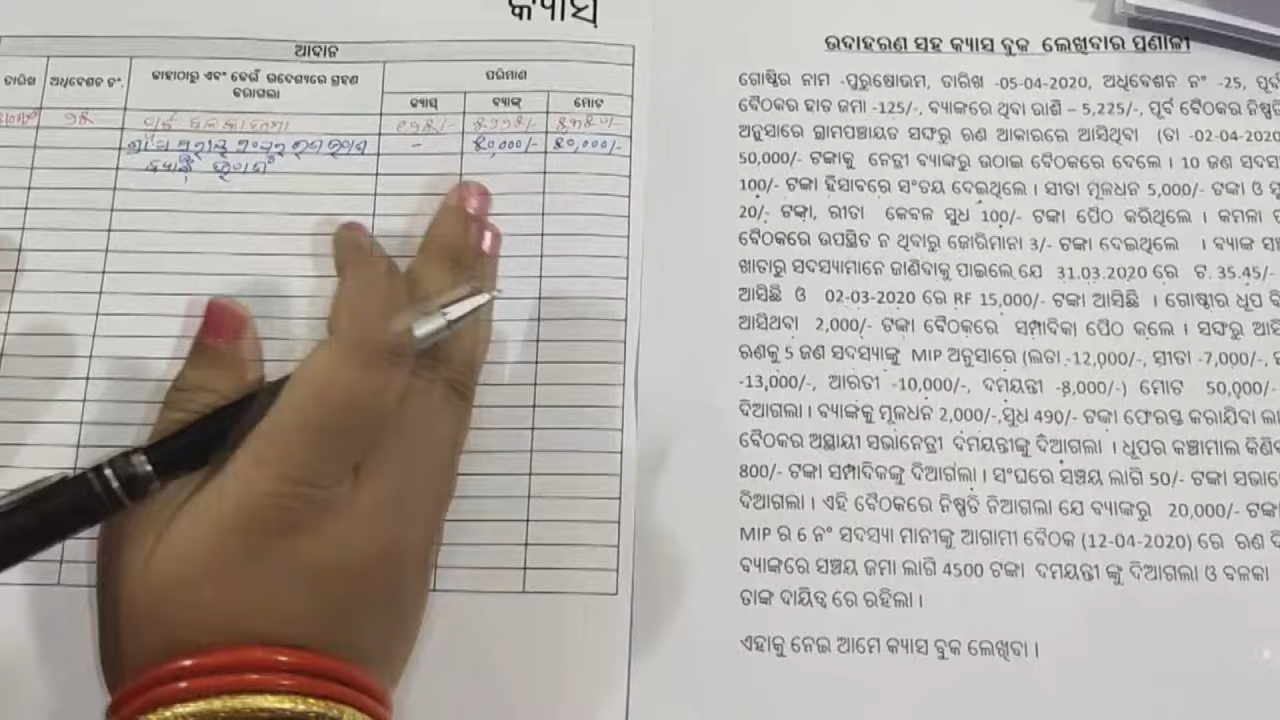 କ୍ୟାସ୍
ଆଦାନ
ତାରିଖ
ଅଧିବେଶନ ନଂ.
କାହାଠାରୁ ଏବଂ କେଉଁ ଉଦେଶ୍ୟରେ ଗ୍ରହଣ
କରାଗଲା
ପରିମାଣ
କ୍ୟାସ୍
ବ୍ୟାଙ୍କ୍
ମୋଟ
୨୫
୧୨୫/- ୫୨୨୫/- ୫,୩୫୦/-
- ୫୦,୦୦୦/- ୫୦,୦୦୦/-
ଉଦାହରଣ ସହ କ୍ୟାସ ବୁକ ଲେଖିବାର ପ୍ରଣାଳୀ
ଗୋଷ୍ଠିର ନାମ -ପୁରୁଷୋତ୍ତମ, ତାରିଖ -05-04-2020, ଅଧିବେଶନ ନଂ -25, ପୂର୍ବ
ବୈଠକର ହାତ ଜମା -125/-, ବ୍ୟାଙ୍କରେ ଥିବା ରାଶି – 5,225/-, ପୂର୍ବ ବୈଠକର
ଅନୁସାରେ ଗ୍ରାମପଞ୍ଚାୟତ ସଙ୍ଘରୁ ଋଣ ଆକାରରେ ଆସିଥିବା (ତା -02-04-2020
50,000/- ଟଙ୍କାକୁ ନେତ୍ରୀ ବ୍ୟାଙ୍କରୁ ଉଠାଇ ବୈଠକରେ ଦେଲେ । 10 ଜଣ
100/- ଟଙ୍କା ହିସାବରେ ସଂଚୟ ଦେଇଥିଲେ । ସୀତା ମୂଳଧନ 5,000/- ଟଙ୍କା ଓ
20/- ଟଙ୍କା, ରୀତା କେବଳ ସୁଧ 100/- ଟଙ୍କା ପୈଠ କରିଥିଲେ । କମଳା
ବୈଠକରେ ଉପସ୍ଥିତ ନ ଥିବାରୁ ଜୋରିମାନା 3/- ଟଙ୍କା ଦେଇଥିଲେ । ବ୍ୟାଙ୍କ
ଖାତାରୁ ସଦସ୍ୟାମାନେ ଜାଣିବାକୁ ପାଇଲେ ଯେ 31.03.2020 ରେ ଟ. 35.45/-
ଆସିଛି ଓ 02-03-2020 ରେ RF 15,000/- ଟଙ୍କା ଆସିଛି । ଗୋଷ୍ଠୀର ଧୂପ
ଆସିଥିବା 2,000/- ଟଙ୍କା ବୈଠକରେ ସମ୍ପାଦିକା ପୈଠ କଲେ । ସଙ୍ଘରୁ
ଋଣକୁ 5 ଜଣ ସଦସ୍ୟାଙ୍କୁ MIP ଅନୁସାରେ (ଲତା -12,000/-, ସୀତା -7,000/-,
-13,000/-, ଆରତୀ -10,000/-, ଦମୟନ୍ତୀ -8,000/-) ମୋଟ 50,000/-
ଦିଆଗଲା । ବ୍ୟାଙ୍କକୁ ମୂଳଧନ 2,000/-,ସୁଧ 490/- ଟଙ୍କା ଫେରସ୍ତ କରାଯିବା
ବୈଠକର ଅସ୍ଥାୟୀ ସଭାନେତ୍ରୀ ଦମୟନ୍ତୀଙ୍କୁ ଦିଆଗଲା । ଧୂପର କଞ୍ଚାମାଲ
800/- ଟଙ୍କା ସମ୍ପାଦିକଙ୍କୁ ଦିଆଗଲା । ସଂଘରେ ସଞ୍ଚୟ ଲାଗି 50/- ଟଙ୍କା
ଦିଆଗଲା । ଏହି ବୈଠକରେ ନିଷ୍ପତି ନିଆଗଲା ଯେ ବ୍ୟାଙ୍କରୁ 20,000/- ଟଙ୍କା
MIP ର 6 ନଂ ସଦସ୍ୟା ମାନୀଙ୍କୁ ଆଗାମୀ ବୈଠକ (12-04-2020) ରେ ଋଣ
ବ୍ୟାଙ୍କରେ ସଞ୍ଚୟ ଜମା ଲାଗି 4500 ଟଙ୍କା ଦମୟନ୍ତୀ ଙ୍କୁ ଦିଆଗଲା ଓ ବଳକା
ତାଙ୍କ ଦାୟିତ୍ଵ ରେ ରହିଲା ।
ଏହାକୁ ନେଇ ଆମେ କ୍ୟାସ ବୁକ ଲେଖିବା ।